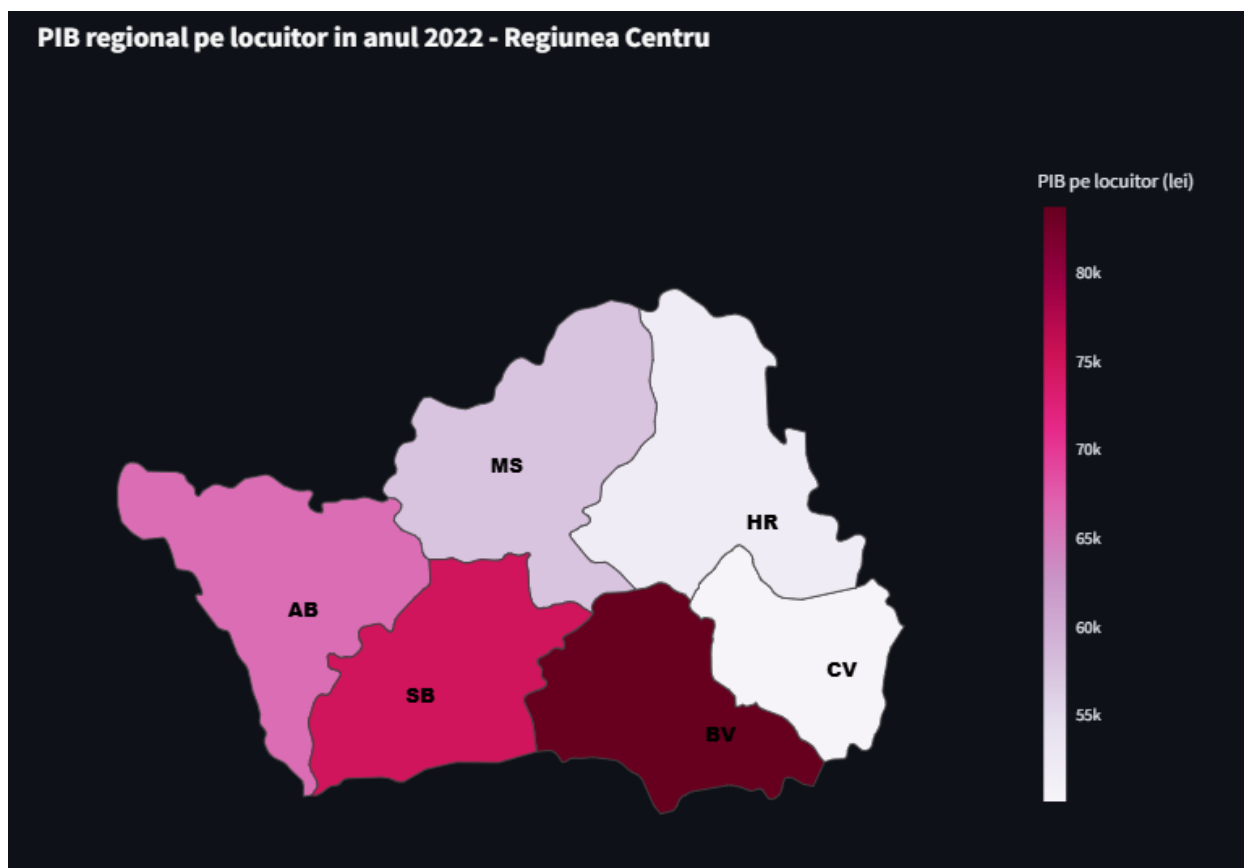 PIB regional pe locuitor in anul 2022 - Regiunea Centru
PIB pe locuitor (lei)
80k
75k
70k
65k
60k
55k
MS
HR
AB
CV
SB
BV